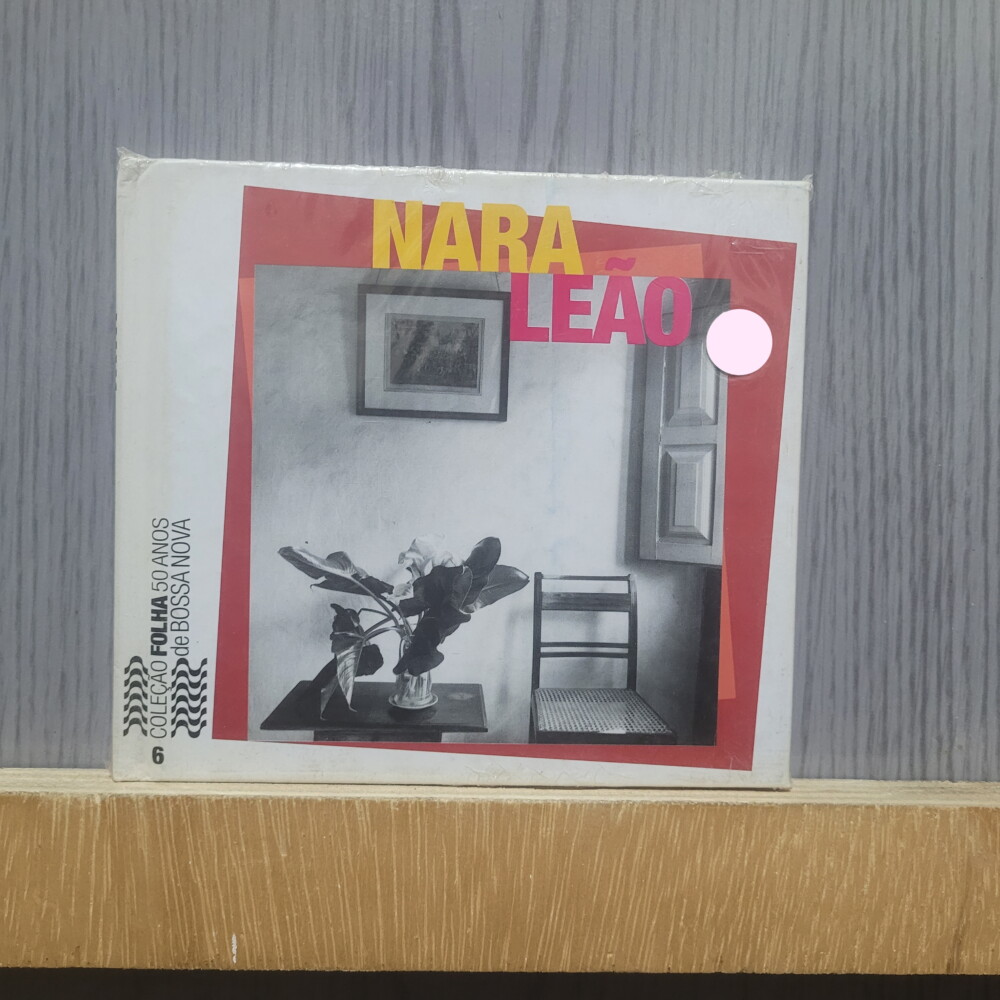 NARA
LEÃO
COLEÇÃO FOLHA 50 ANOS
de BOSSA NOVA
6